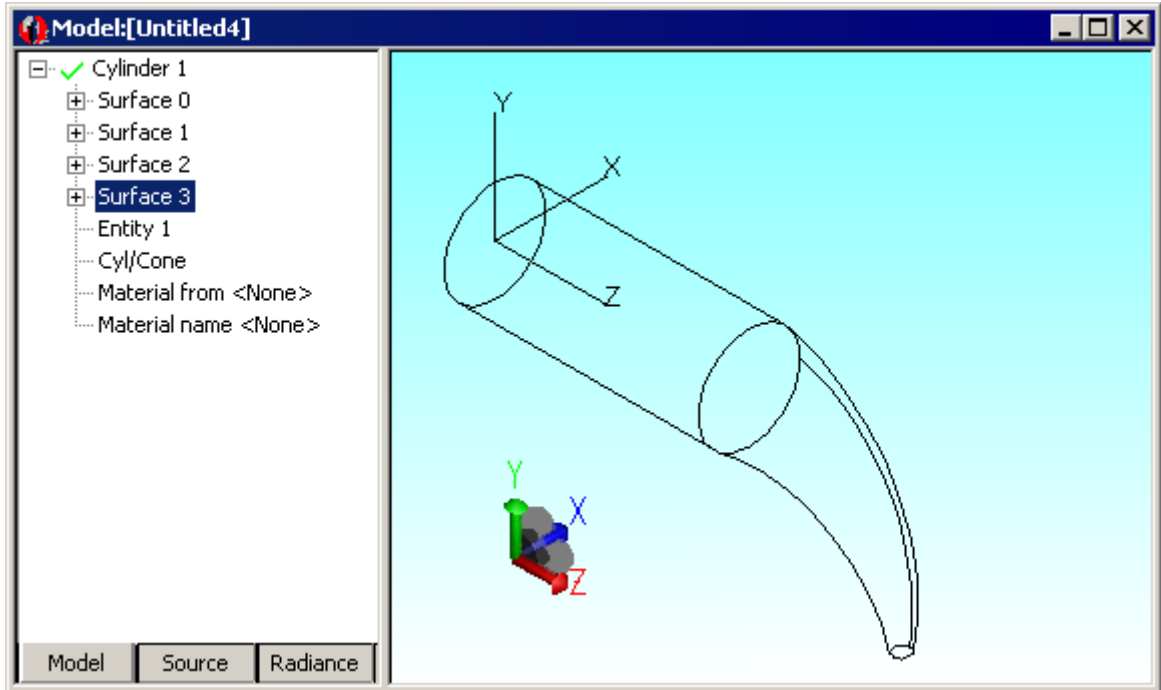 Model:[Untitled4]
Cylinder 1
Surface 0
Surface 1
Surface 2
Surface 3
Entity 1
Cyl/Cone
Material from <None>
Material name <None>
Model Source Radiance
Y
X
Z
Y
X
Z